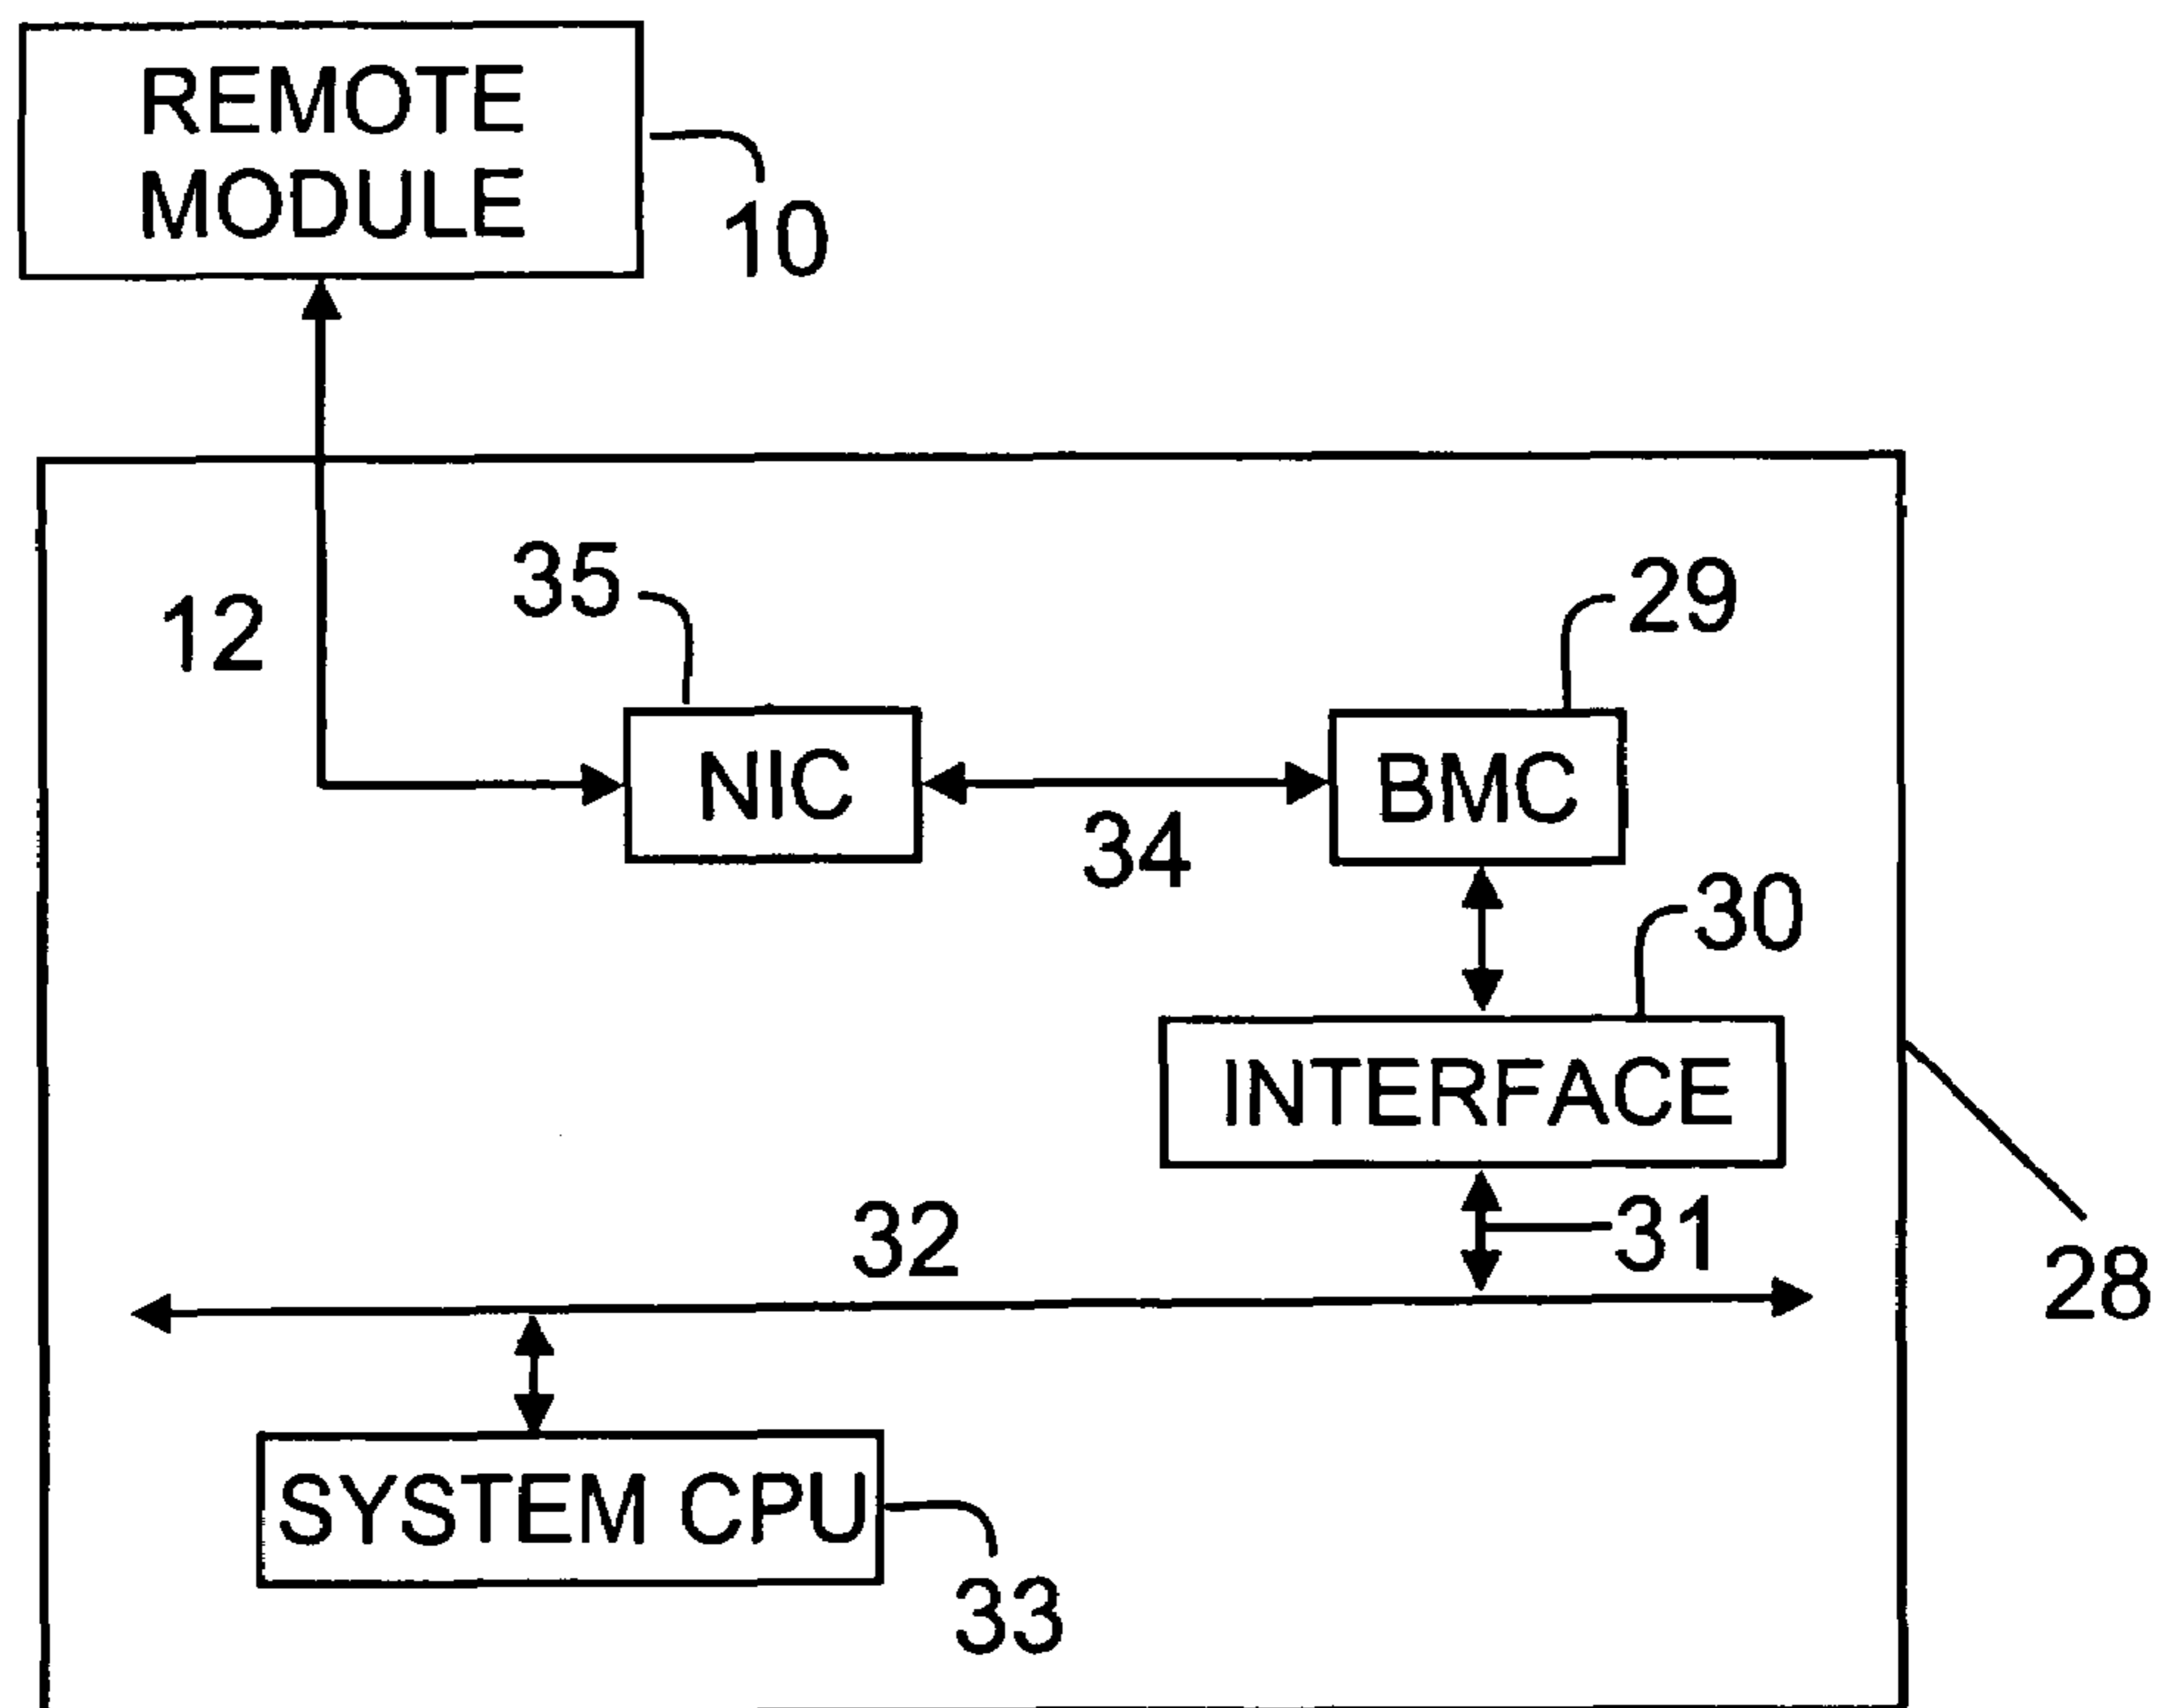 REMOTE
MODULE
10
12
35
29
NIC
BMC
34
30
INTERFACE
31
32
28
SYSTEM CPU
33